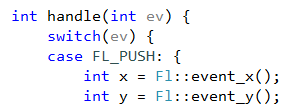 int handle(int ev) {
switch(ev) {
case FL_PUSH: {
int x = Fl::event_x();
int y = Fl::event_y();